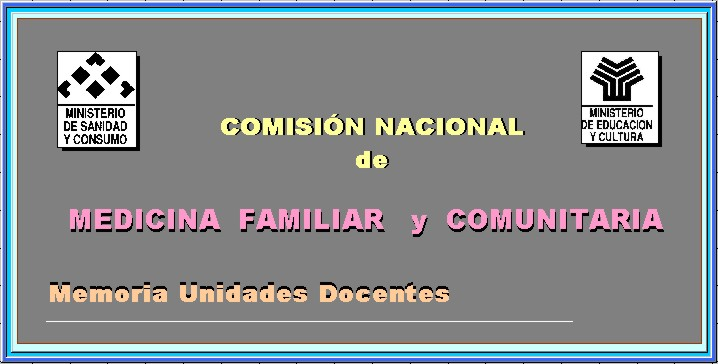 MINISTERIO
DE SANIDAD
Y CONSUMO
MINISTERIO
DE EDUCACION
Y CULTURA
COMISIÓN NACIONAL
de
MEDICINA FAMILIAR y COMUNITARIA
Memoria Unidades Docentes